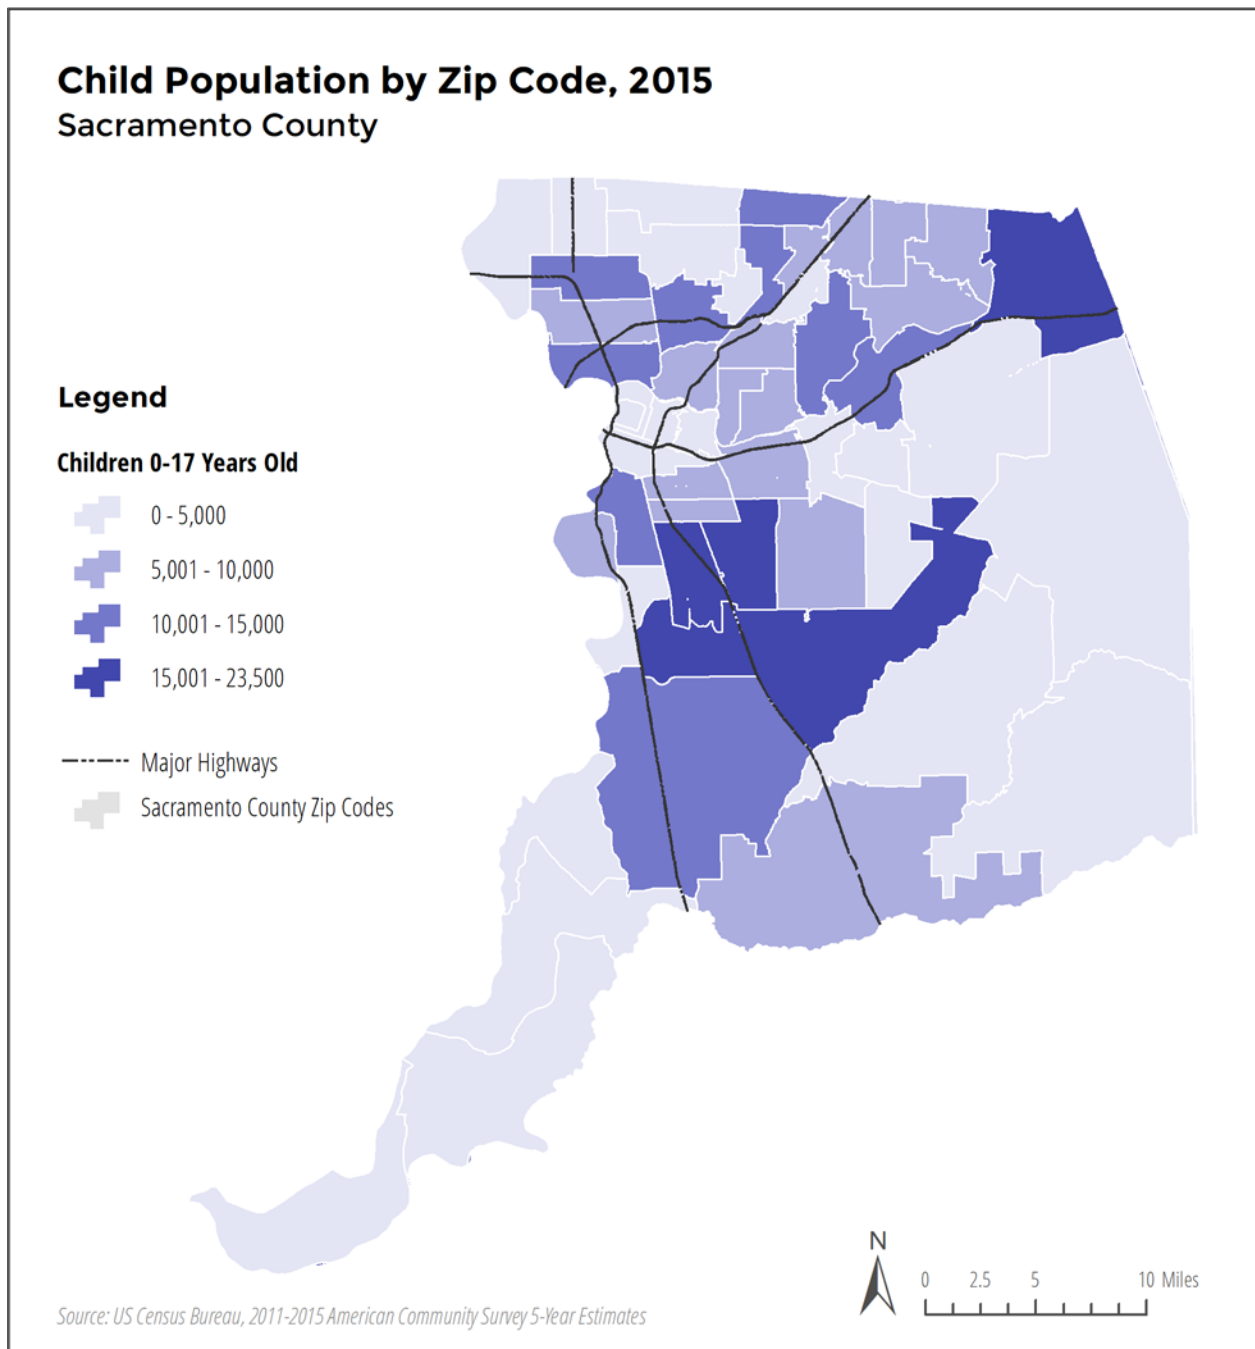 Child Population by Zip Code, 2015
Sacramento County
Legend
Children 0-17 Years Old
0 - 5,000
5,001 - 10,000
10,001 - 15,000
15,001 - 23,500
Major Highways
Sacramento County Zip Codes
N
0 2.5 5 10 Miles
Source: US Census Bureau, 2011-2015 American Community Survey 5-Year Estimates